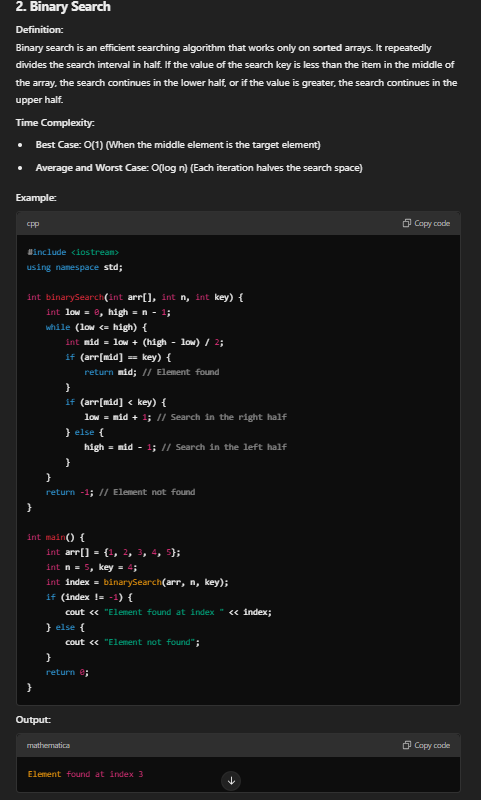 2. Binary Search
Definition:
Binary search is an efficient searching algorithm that works only on sorted arrays. It repeatedly
divides the search interval in half. If the value of the search key is less than the item in the middle of
the array, the search continues in the lower half, or if the value is greater, the search continues in the
upper half.
Time Complexity:
• Best Case: O(1) (When the middle element is the target element)
• Average and Worst Case: O(log n) (Each iteration halves the search space)
Example:
cpp Copy code
#include <iostream>
using namespace std;
int binarySearch(int arr[], int n, int key) {
    int low = 0, high = n - 1;
    while (low <= high) {
        int mid = low + (high - low) / 2;
        if (arr[mid] == key) {
            return mid; // Element found
        }
        if (arr[mid] < key) {
            low = mid + 1; // Search in the right half
        } else {
            high = mid - 1; // Search in the left half
        }
    }
    return -1; // Element not found
}
int main() {
    int arr[] = {1, 2, 3, 4, 5};
    int n = 5, key = 4;
    int index = binarySearch(arr, n, key);
    if (index != -1) {
        cout << "Element found at index " << index;
    } else {
        cout << "Element not found";
    }
    return 0;
}
Output:
mathematica Copy code
Element found at index 3